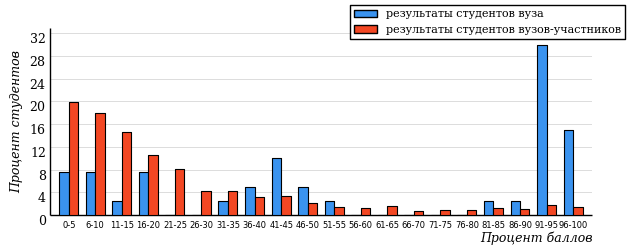 результаты студентов вуза
результаты студентов вузов-участников
Процент студентов
32
28
24
20
16
12
8
4
0
0-5 6-10 11-15 16-20 21-25 26-30 31-35 36-40 41-45 46-50 51-55 56-60 61-65 66-70 71-75 76-80 81-85 86-90 91-95 96-100
Процент баллов